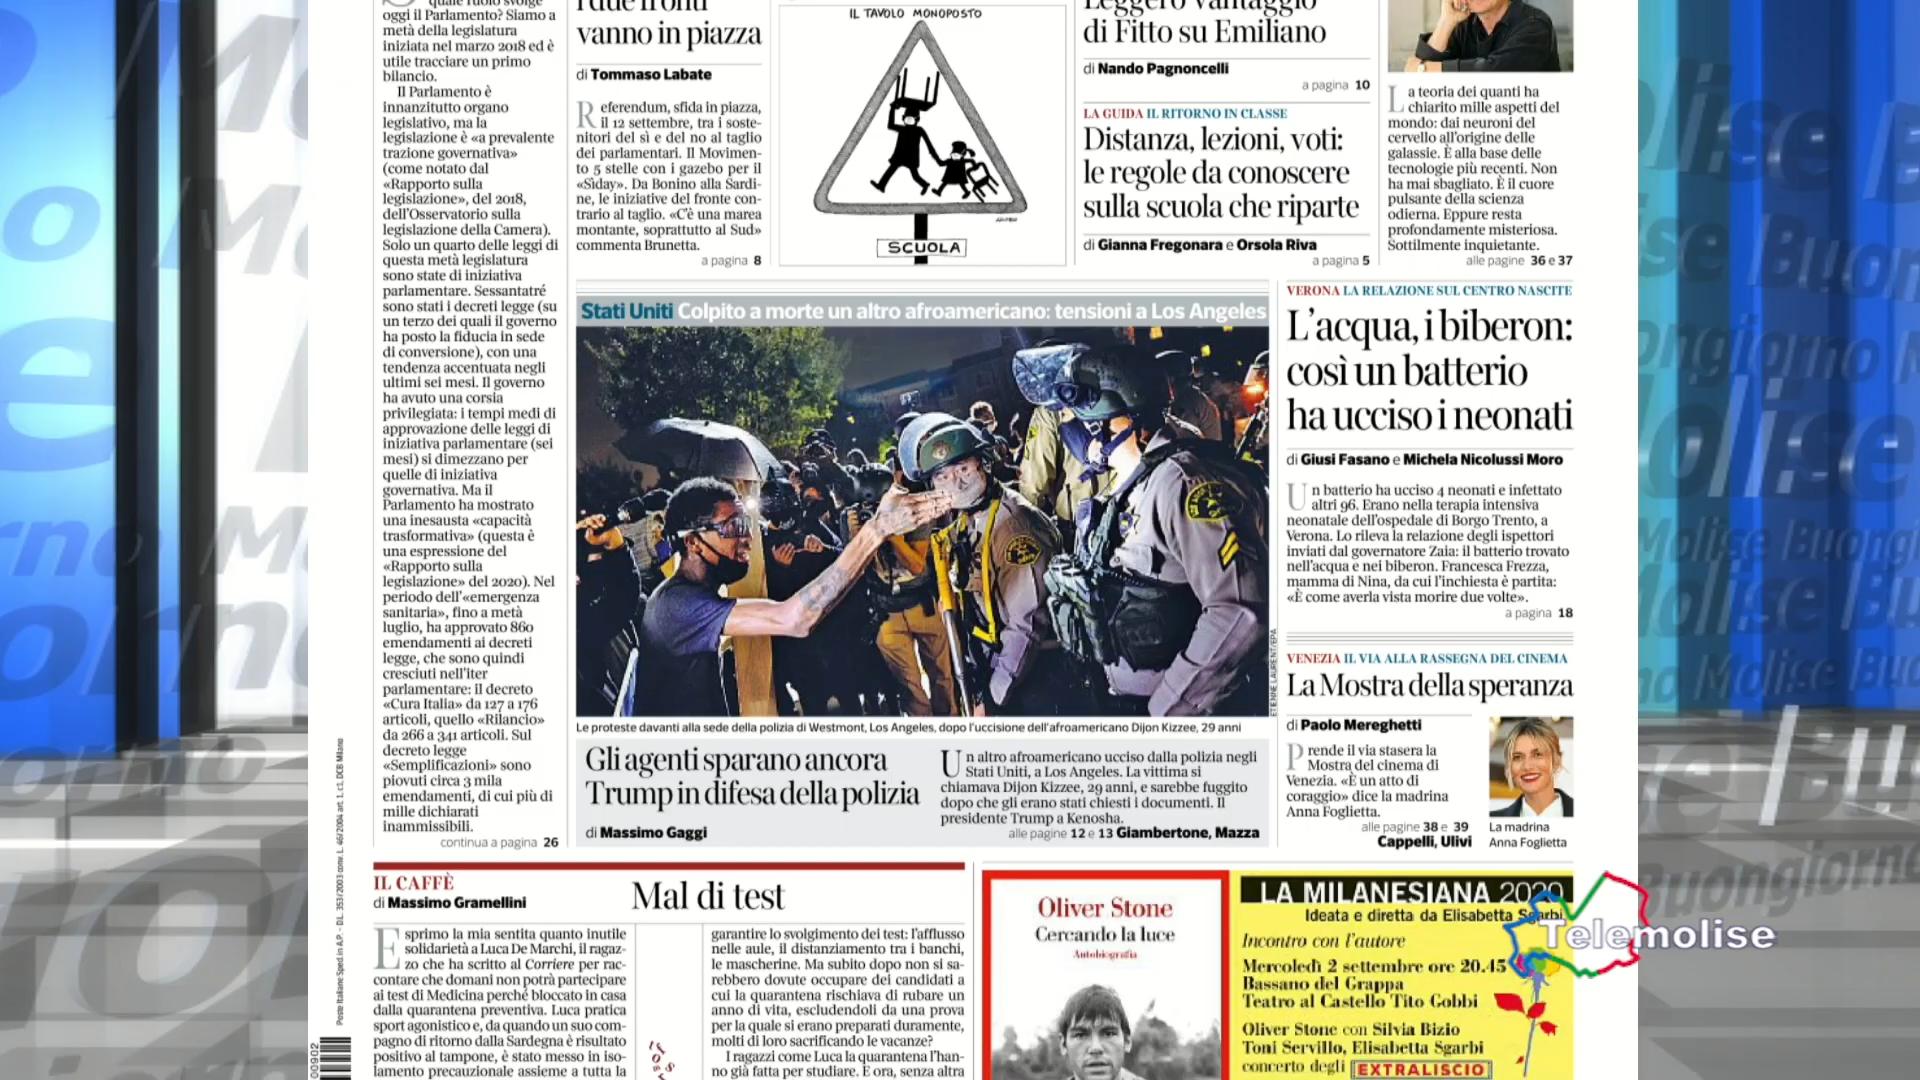 quale ruolo svolge
oggi il Parlamento? Siamo a
metà della legislatura
iniziata nel marzo 2018 ed è
utile tracciare un primo
bilancio.
Il Parlamento è
innanzitutto organo
legislativo, ma la
legislazione è «a prevalente
trazione governativa»
(come notato dal
«Rapporto sulla
legislazione», del 2018,
dell'Osservatorio sulla
legislazione della Camera).
Solo un quarto delle leggi di
questa metà legislatura
sono state di iniziativa
parlamentare. Sessantatré
sono stati i decreti legge (su
un terzo dei quali il governo
ha posto la fiducia in sede
di conversione), con una
tendenza accentuata negli
ultimi sei mesi. Il governo
ha avuto una corsia
privilegiata: i tempi medi di
approvazione delle leggi di
iniziativa parlamentare (sei
mesi) si dimezzano per
quelle di iniziativa
governativa. Ma il
Parlamento ha mostrato
una inesausta «capacità
trasformativa» (questa è
una espressione del
«Rapporto sulla
legislazione» del 2020). Nel
periodo dell'«emergenza
sanitaria», fino a metà
luglio, ha approvato 860
emendamenti ai decreti
legge, che sono quindi
cresciuti nell'iter
parlamentare: il decreto
«Cura Italia» da 127 a 176
articoli, quello «Rilancio»
da 266 a 341 articoli. Sul
decreto legge
«Semplificazioni» sono
piovuti circa 3 mila
emendamenti, di cui più di
mille dichiarati
inammissibili.
continua a pagina 26
I due fronti
vanno in piazza
di Tommaso Labate
Referendum, sfida in piazza,
il 12 settembre, tra i soste-
nitori del sì e del no al taglio
dei parlamentari. Il Movimen-
to 5 stelle con i gazebo per il
«Sìday». Da Bonino alla Sardi-
ne, le iniziative del fronte con-
trario al taglio. «C'è una marea
montante, soprattutto al Sud»
commenta Brunetta.
a pagina 8
IL TAVOLO MONOPOSTO
SCUOLA
Leggero vantaggio
di Fitto su Emiliano
di Nando Pagnoncelli
a pagina 10
LA GUIDA IL RITORNO IN CLASSE
Distanza, lezioni, voti:
le regole da conoscere
sulla scuola che riparte
di Gianna Fregonara e Orsola Riva
a pagina 5
La teoria dei quanti ha
chiarito mille aspetti del
mondo: dai neuroni del
cervello all'origine delle
galassie. È alla base delle
tecnologie più recenti. Non
ha mai sbagliato. È il cuore
pulsante della scienza
odierna. Eppure resta
profondamente misteriosa.
Sottilmente inquietante.
alle pagine 36 e 37
Stati Uniti Colpito a morte un altro afroamericano: tensioni a Los Angeles
ETIENNE LAURENT/EPA
Le proteste davanti alla sede della polizia di Westmont, Los Angeles, dopo l'uccisione dell'afroamericano Dijon Kizzee, 29 anni
Gli agenti sparano ancora
Trump in difesa della polizia
di Massimo Gaggi
Un altro afroamericano ucciso dalla polizia negli
Stati Uniti, a Los Angeles. La vittima si
chiamava Dijon Kizzee, 29 anni, e sarebbe fuggito
dopo che gli erano stati chiesti i documenti. Il
presidente Trump a Kenosha.
alle pagine 12 e 13 Giambertone, Mazza
VERONA LA RELAZIONE SUL CENTRO NASCITE
L'acqua, i biberon:
così un batterio
ha ucciso i neonati
di Giusi Fasano e Michela Nicolussi Moro
Un batterio ha ucciso 4 neonati e infettato
altri 96. Erano nella terapia intensiva
neonatale dell'ospedale di Borgo Trento, a
Verona. Lo rileva la relazione degli ispettori
inviati dal governatore Zaia: il batterio trovato
nell'acqua e nei biberon. Francesca Frezza,
mamma di Nina, da cui l'inchiesta è partita:
«È come averla vista morire due volte».
a pagina 18
VENEZIA IL VIA ALLA RASSEGNA DEL CINEMA
La Mostra della speranza
di Paolo Mereghetti
Prende il via stasera la
Mostra del cinema di
Venezia. «È un atto di
coraggio» dice la madrina
Anna Foglietta.
alle pagine 38 e 39
Cappelli, Ulivi
La madrina
Anna Foglietta
Poste Italiane Sped. in A.P. - D.L. 353/2003 conv. L. 46/2004 art. 1, c1, DCB Milano
00902
IL CAFFÈ
di Massimo Gramellini
Mal di test
Esprimo la mia sentita quanto inutile
solidarietà a Luca De Marchi, il ragaz-
zo che ha scritto al Corriere per rac-
contare che domani non potrà partecipare
ai test di Medicina perché bloccato in casa
dalla quarantena preventiva. Luca pratica
sport agonistico e, da quando un suo com-
pagno di ritorno dalla Sardegna è risultato
positivo al tampone, è stato messo in iso-
lamento precauzionale assieme a tutta la
garantire lo svolgimento dei test: l'afflusso
nelle aule, il distanziamento tra i banchi,
le mascherine. Ma subito dopo non si sa-
rebbero dovute occupare dei candidati a
cui la quarantena rischiava di rubare un
anno di vita, escludendoli da una prova
per la quale si erano preparati duramente,
molti di loro sacrificando le vacanze?
I ragazzi come Luca la quarantena l'han-
no già fatta per studiare. E ora, senza altra
Oliver Stone
Cercando la luce
Autobiografia
LA MILANESIANA 2020
Ideata e diretta da Elisabetta Sgarbi
Incontro con l'autore
Mercoledì 2 settembre ore 20.45
Bassano del Grappa
Teatro al Castello Tito Gobbi
Oliver Stone con Silvia Bizio
Toni Servillo, Elisabetta Sgarbi
concerto degli EXTRALISCIO
Telemolise
Buongiorno
Molise Buongi